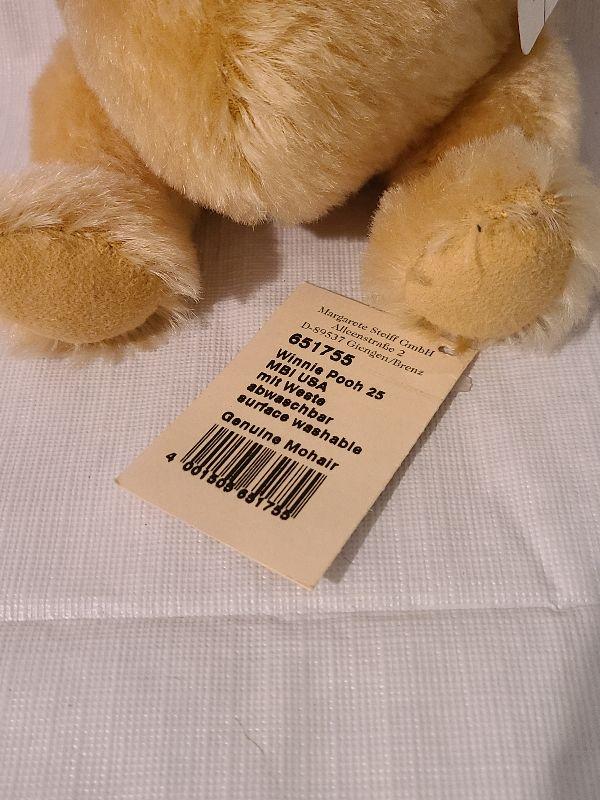 Margarete Steiff GmbH
Alleenstraße 2
D-89537 Giengen/Brenz
651755
Winnie Pooh 25
MBI USA
mit Weste
abwaschbar
surface washable
Genuine Mohair
4 001505 651755